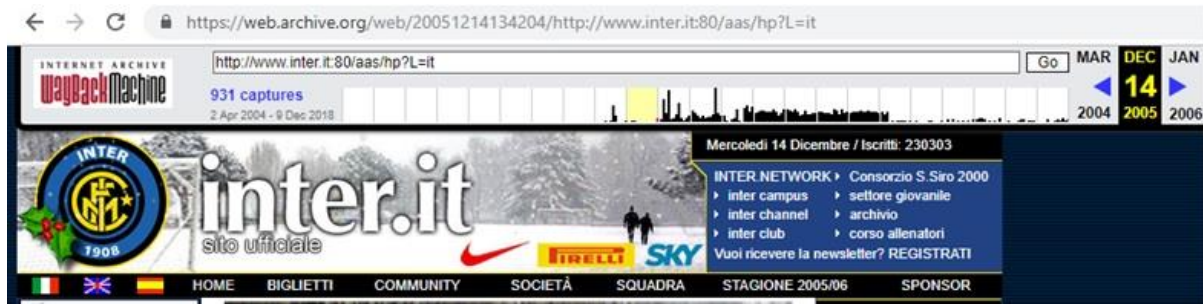 https://web.archive.org/web/20051214134204/http://www.inter.it:80/aas/hp?L=it
INTERNET ARCHIVE
WayBackMachine
http://www.inter.it:80/aas/hp?L=it
Go
MAR DEC JAN
931 captures
14
2 Apr 2004 - 9 Dec 2018
2004 2005 2006
INTER
1908
inter.it
sito ufficiale
PIRELLI
SKY
Mercoledi 14 Dicembre / Iscritti: 230303
INTER.NETWORK Consorzio S.Siro 2000
inter campus settore giovanile
inter channel archivio
inter club corso allenatori
Vuoi ricevere la newsletter? REGISTRATI
HOME BIGLIETTI COMMUNITY SOCIETÀ SQUADRA STAGIONE 2005/06 SPONSOR